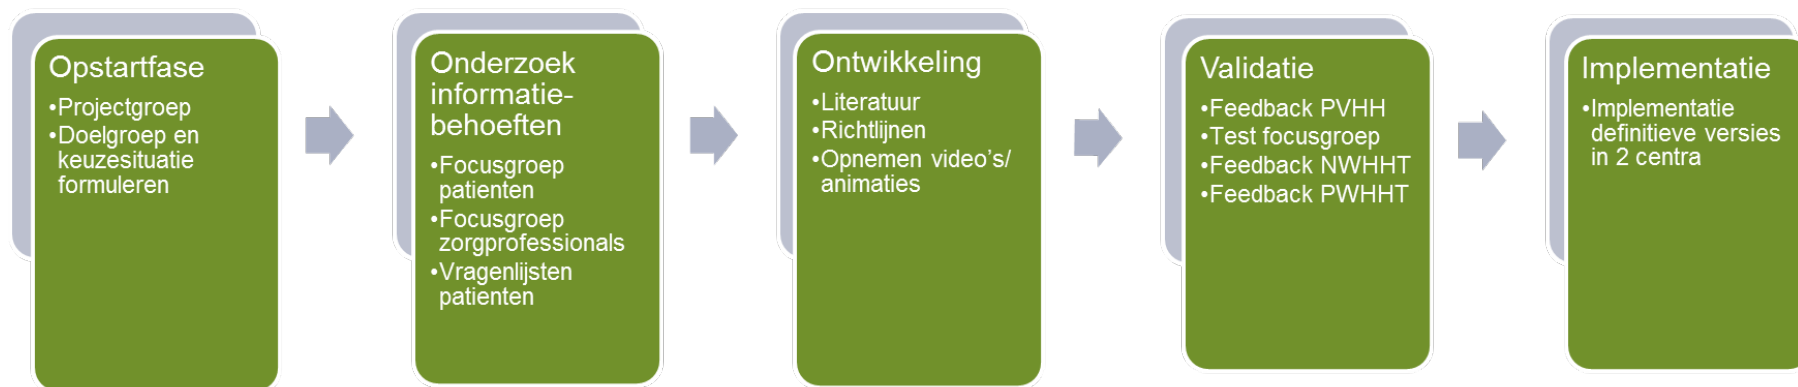 Opstartfase
•Projectgroep
•Doelgroep en
keuzesituatie
formuleren
Onderzoek
informatie-
behoeften
•Focusgroep
patienten
•Focusgroep
zorgprofessionals
•Vragenlijsten
patienten
Ontwikkeling
•Literatuur
•Richtlijnen
•Opnemen video’s/
animaties
Validatie
•Feedback PVHH
•Test focusgroep
•Feedback NWHHT
•Feedback PWHHT
Implementatie
•Implementatie
definitieve versies
in 2 centra